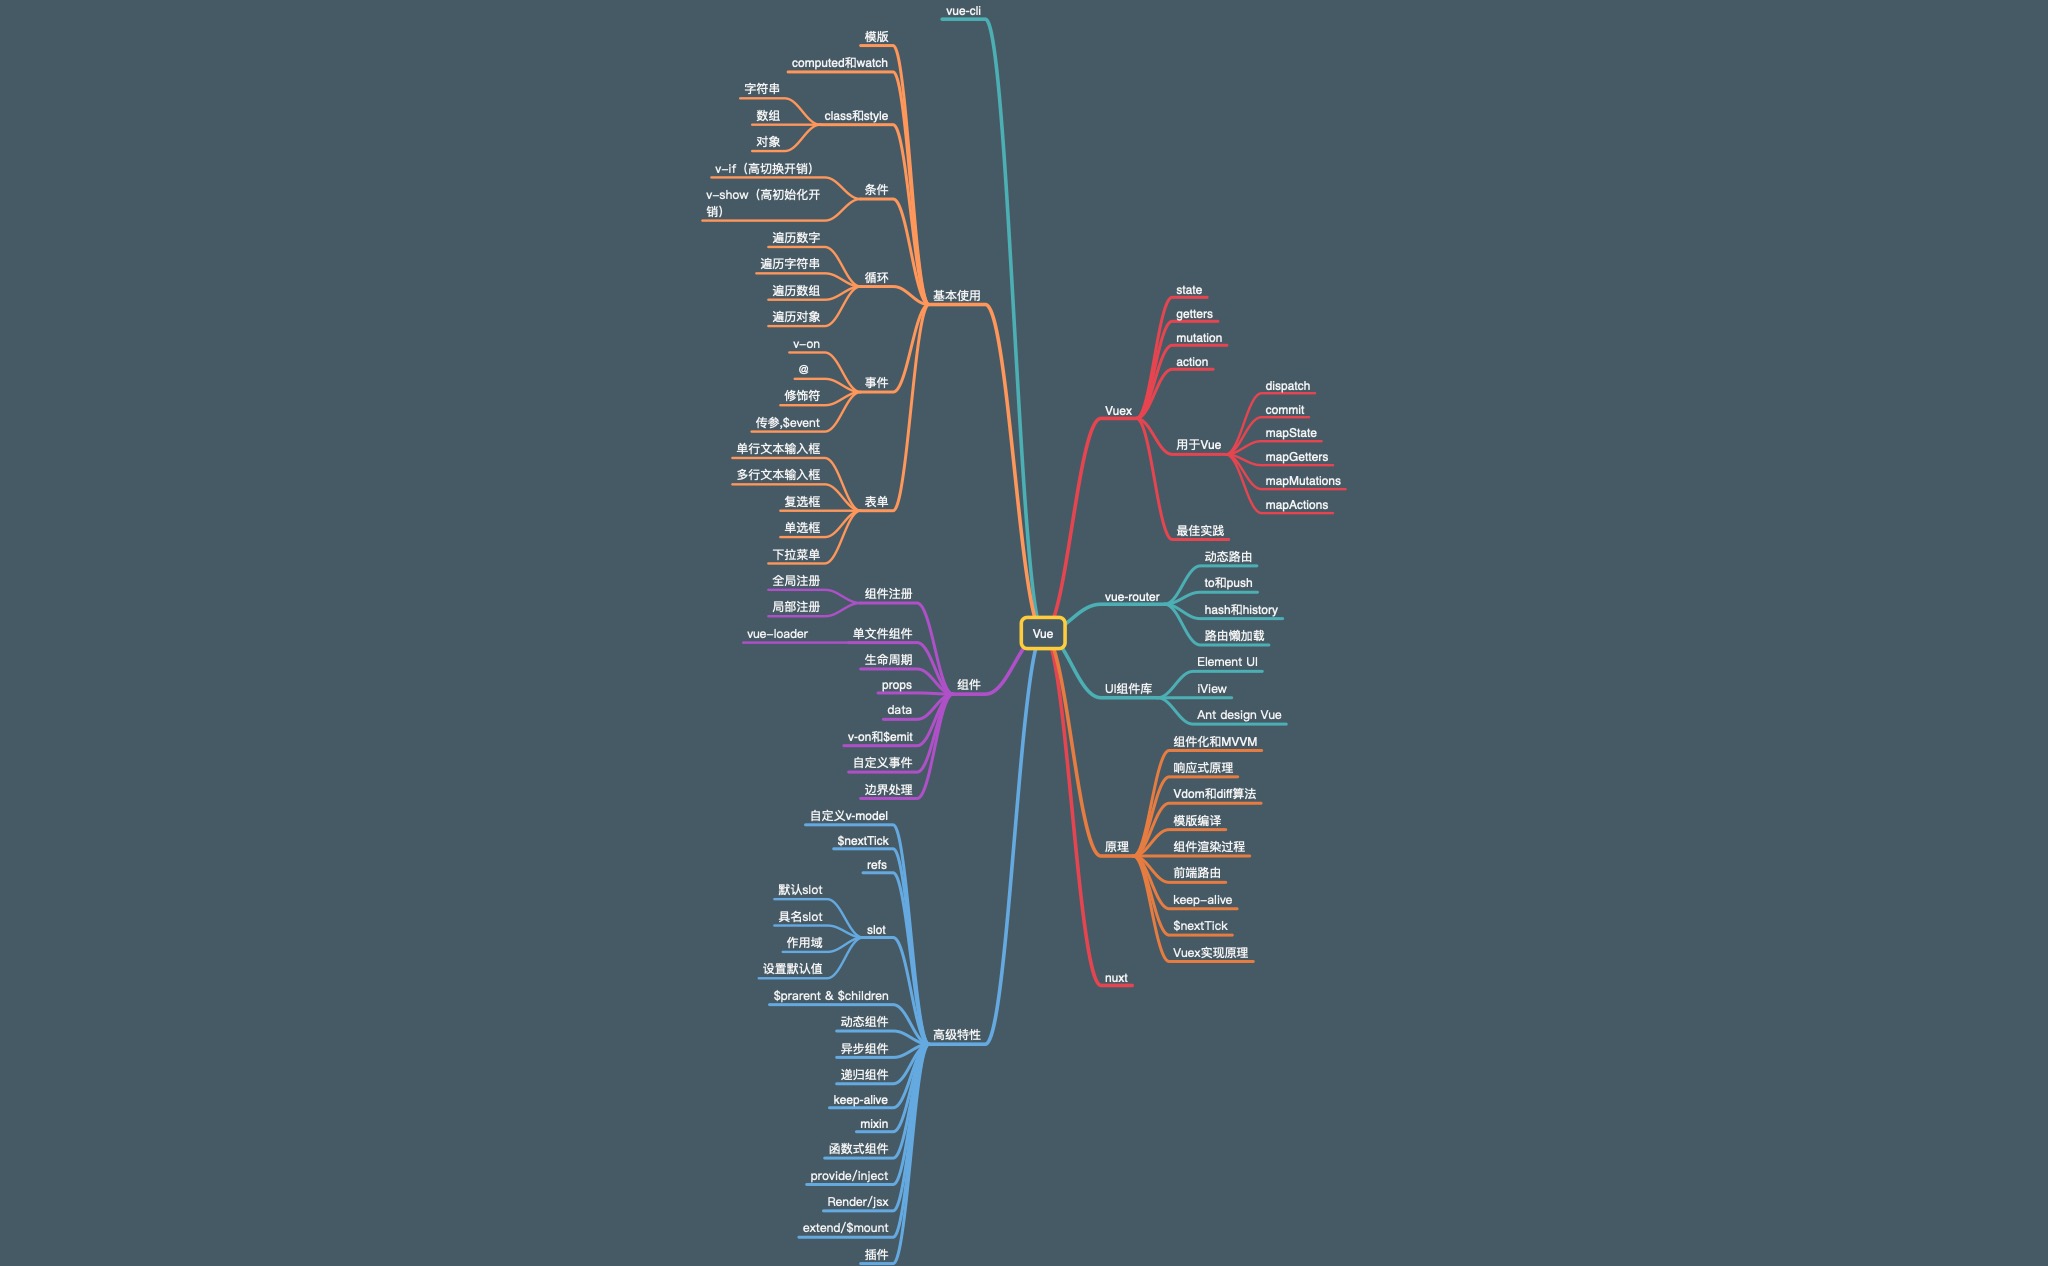 vue-cli
模版
computed和watch
字符串
数组
对象
class和style
v-if（高切换开销）
v-show（高初始化开
销）
条件
遍历数字
遍历字符串
遍历数组
遍历对象
循环
基本使用
v-on
@
修饰符
传参,$event
事件
单行文本输入框
多行文本输入框
复选框
单选框
下拉菜单
表单
全局注册
局部注册
组件注册
vue-loader
单文件组件
生命周期
props
data
v-on和$emit
自定义事件
边界处理
组件
自定义v-model
$nextTick
refs
默认slot
具名slot
作用域
设置默认值
slot
$prarent & $children
动态组件
异步组件
递归组件
keep-alive
mixin
函数式组件
provide/inject
Render/jsx
extend/$mount
插件
高级特性
Vue
Vuex
state
getters
mutation
action
用于Vue
dispatch
commit
mapState
mapGetters
mapMutations
mapActions
最佳实践
vue-router
动态路由
to和push
hash和history
路由懒加载
UI组件库
Element UI
iView
Ant design Vue
原理
组件化和MVVM
响应式原理
Vdom和diff算法
模版编译
组件渲染过程
前端路由
keep-alive
$nextTick
Vuex实现原理
nuxt